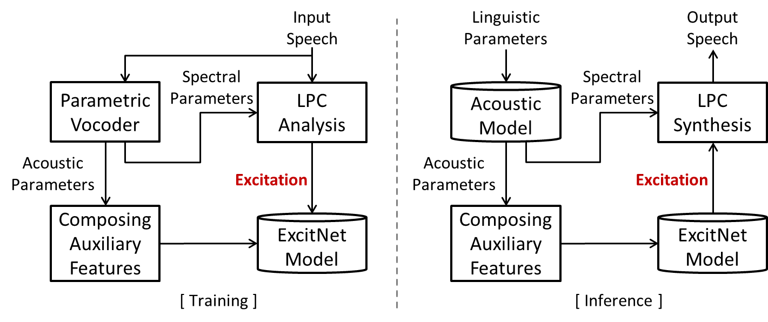 Input
Speech
Parametric
Vocoder
Spectral
Parameters
LPC
Analysis
Acoustic
Parameters
Excitation
Composing
Auxiliary
Features
ExcitNet
Model
[ Training ]
Linguistic
Parameters
Output
Speech
Acoustic
Model
Spectral
Parameters
LPC
Synthesis
Acoustic
Parameters
Excitation
Composing
Auxiliary
Features
ExcitNet
Model
[ Inference ]